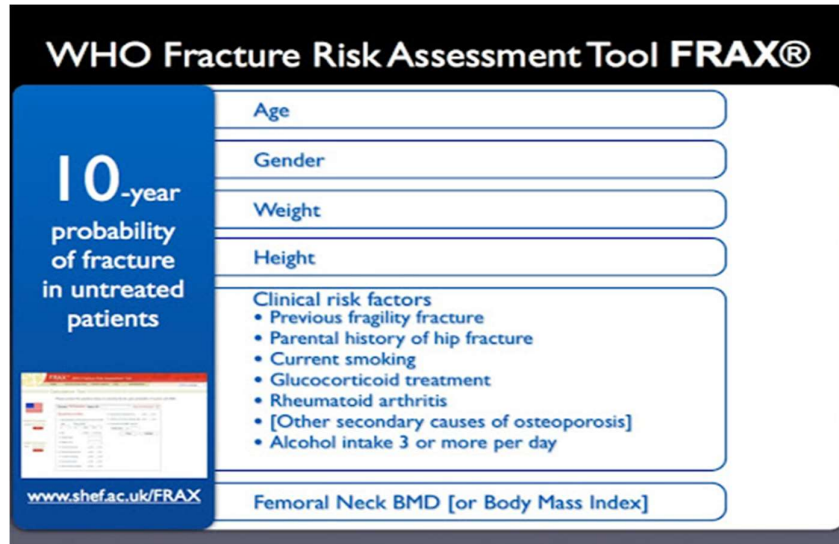 WHO Fracture Risk Assessment Tool FRAX®
10-year
probability
of fracture
in untreated
patients
www.shef.ac.uk/FRAX
Age
Gender
Weight
Height
Clinical risk factors
• Previous fragility fracture
• Parental history of hip fracture
• Current smoking
• Glucocorticoid treatment
• Rheumatoid arthritis
• [Other secondary causes of osteoporosis]
• Alcohol intake 3 or more per day
Femoral Neck BMD [or Body Mass Index]